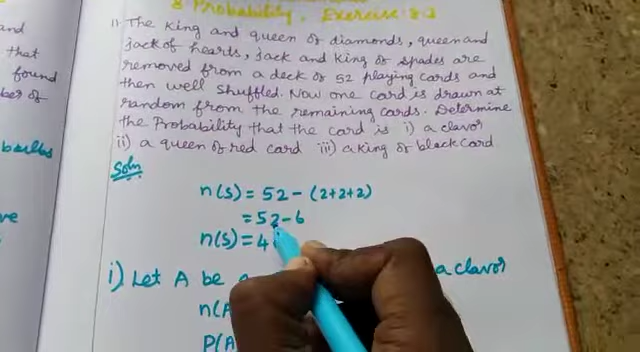 8 Probability. Exercise 8.3
and
that
found
ber of
balls
ve
1) The King and queen of diamonds, queen and
jack of hearts, jack and king of spades are
removed from a deck of 52 playing cards and
then well shuffled. Now one card is drawn at
random from the remaining cards. Determine
the Probability that the card is i) a clavor
ii) a queen of red card iii) a king of black card
Soln
n(S) = 52 - (2+2+2)
= 52 - 6
n(S) = 4
i) Let A be a clavor
n(A
P(A